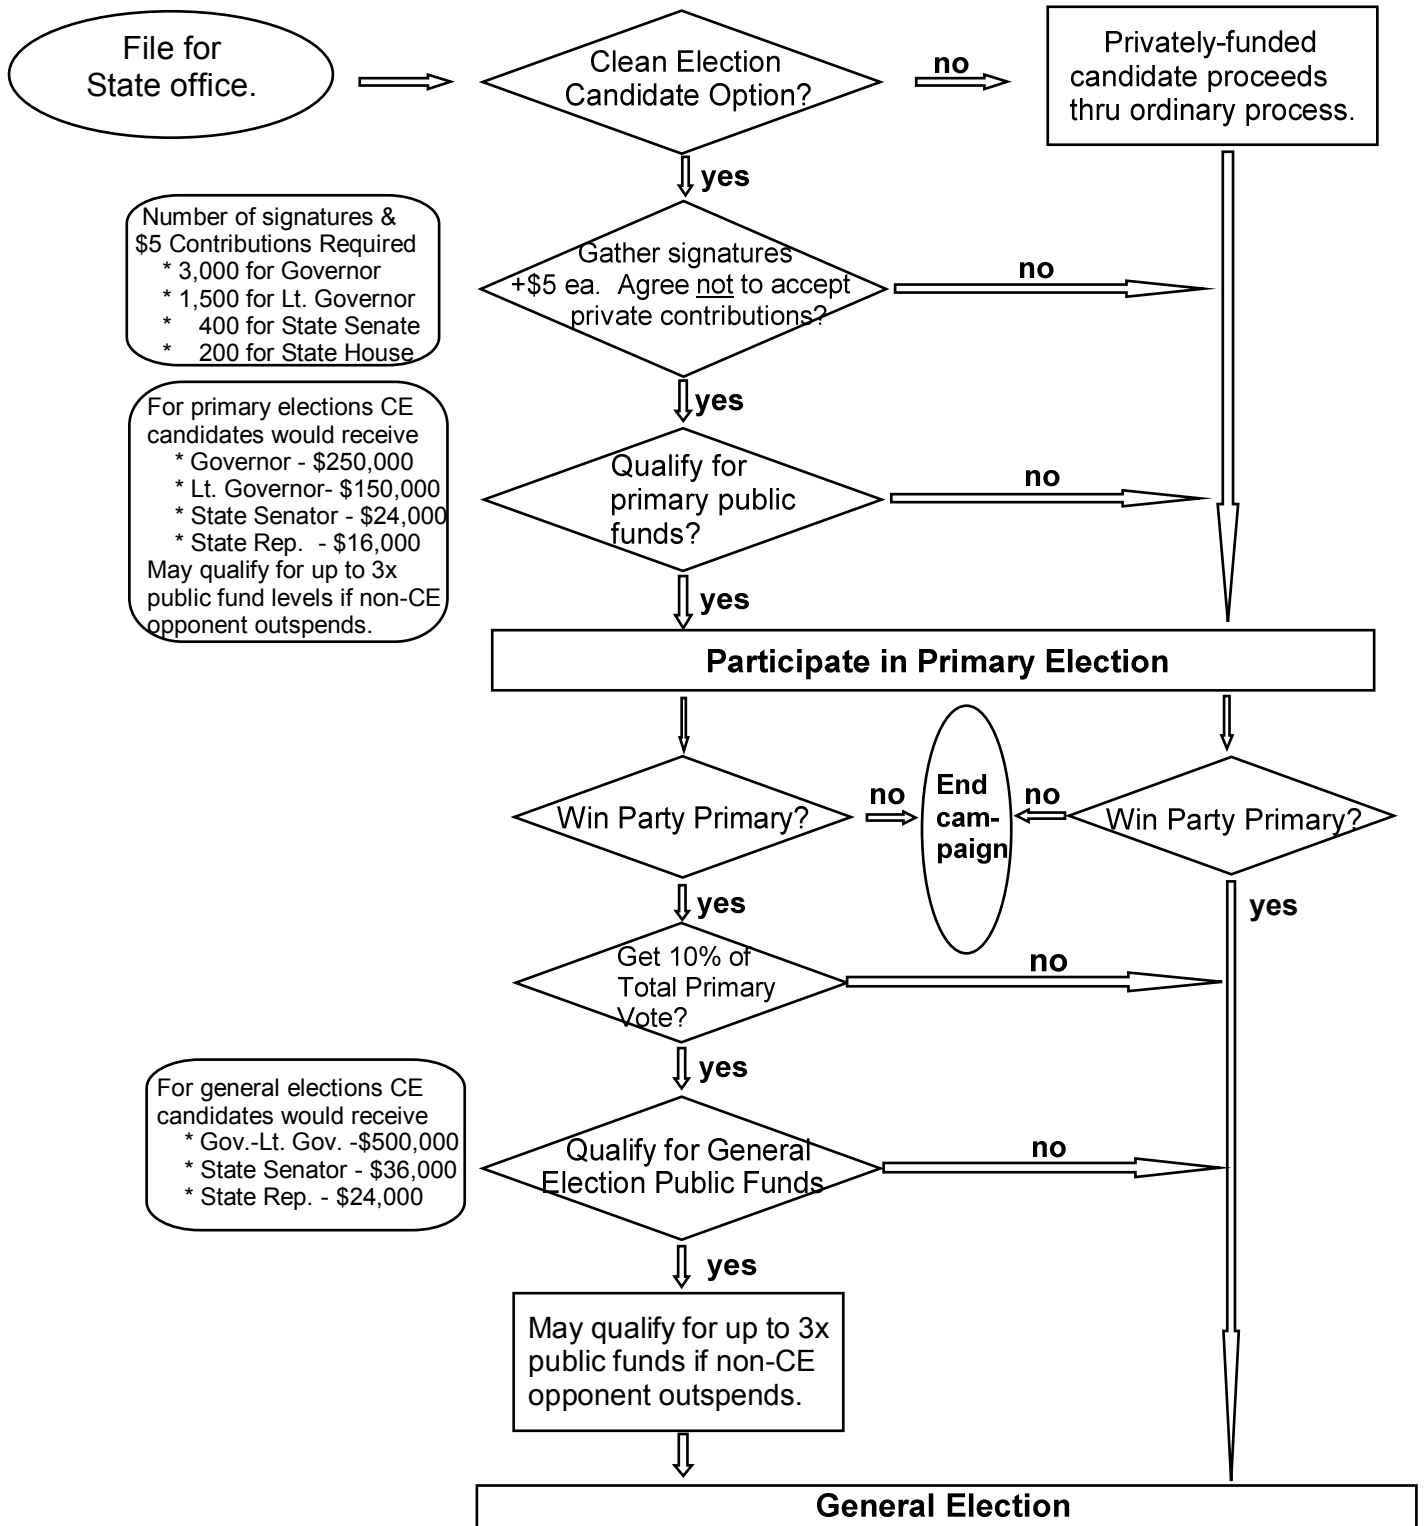 File for
State office.
Clean Election
Candidate Option?
no
Privately-funded
candidate proceeds
thru ordinary process.
yes
Number of signatures &
$5 Contributions Required
* 3,000 for Governor
* 1,500 for Lt. Governor
* 400 for State Senate
* 200 for State House
Gather signatures
+$5 ea. Agree not to accept
private contributions?
no
yes
For primary elections CE
candidates would receive
* Governor - $250,000
* Lt. Governor- $150,000
* State Senator - $24,000
* State Rep. - $16,000
May qualify for up to 3x
public fund levels if non-CE
opponent outspends.
Qualify for
primary public
funds?
no
yes
Participate in Primary Election
Win Party Primary?
no
End
cam-
paign
no
Win Party Primary?
yes
yes
Get 10% of
Total Primary
Vote?
no
yes
For general elections CE
candidates would receive
* Gov.-Lt. Gov. -$500,000
* State Senator - $36,000
* State Rep. - $24,000
Qualify for General
Election Public Funds
no
yes
May qualify for up to 3x
public funds if non-CE
opponent outspends.
General Election